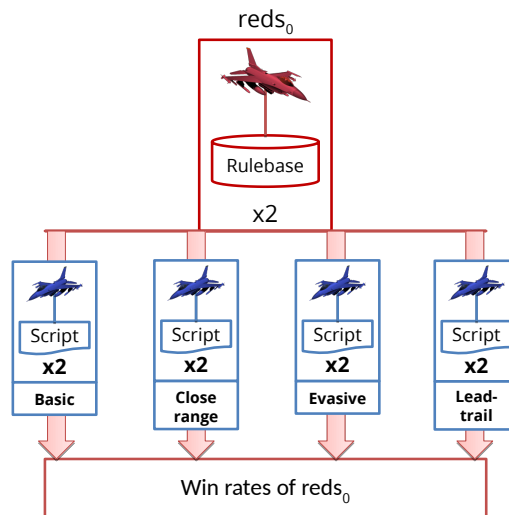 reds₀
Rulebase
x2
Script Script Script Script
x2 x2 x2 x2
Basic Close range Evasive Lead-trail
Win rates of reds₀